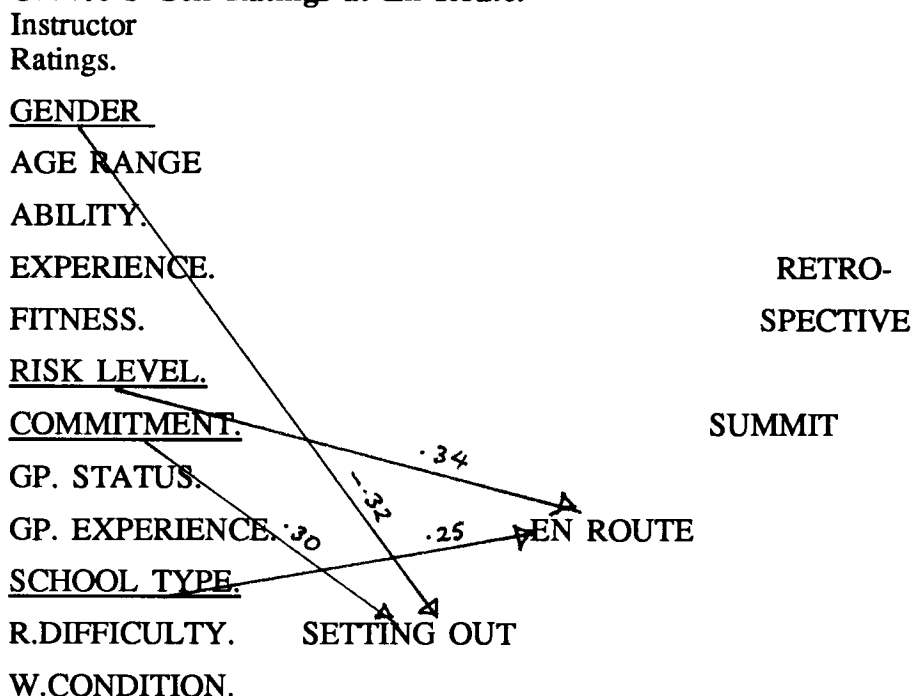 Instructor
Ratings.
GENDER
AGE RANGE
ABILITY.
EXPERIENCE. RETRO-
FITNESS. SPECTIVE
RISK LEVEL.
COMMITMENT. SUMMIT
.34
GP. STATUS. -.32
GP. EXPERIENCE. .30 .25 EN ROUTE
SCHOOL TYPE.
R.DIFFICULTY. SETTING OUT
W.CONDITION.